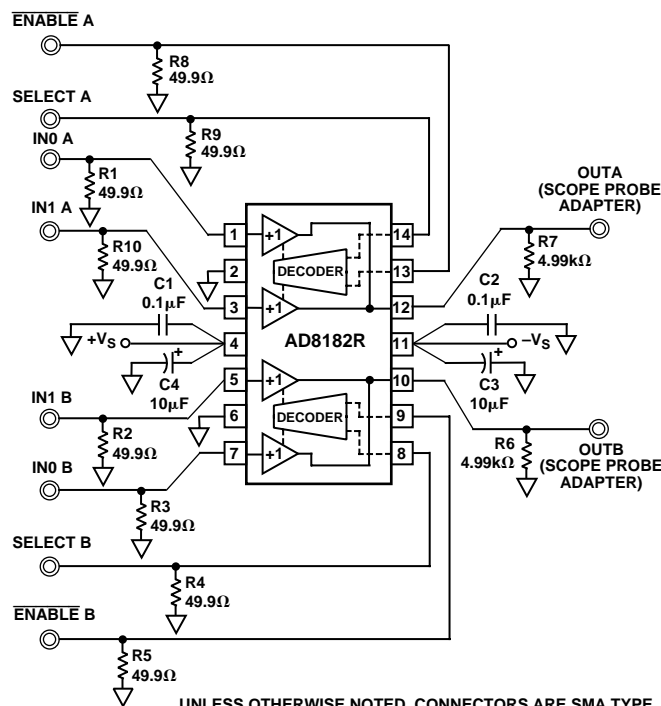 ENABLE A
R8
49.9Ω
SELECT A
R9
49.9Ω
IN0 A
R1
49.9Ω
IN1 A
R10
49.9Ω
OUTA
(SCOPE PROBE
ADAPTER)
R7
4.99kΩ
1
+1
14
2
DECODER
13
3
+1
12
C1
0.1µF
C2
0.1µF
+VS
4
AD8182R
11
–VS
C4
10µF
+
C3
10µF
+
5
+1
10
6
DECODER
9
7
+1
8
IN1 B
R2
49.9Ω
IN0 B
R3
49.9Ω
R6
4.99kΩ
OUTB
(SCOPE PROBE
ADAPTER)
SELECT B
R4
49.9Ω
ENABLE B
R5
49.9Ω
UNLESS OTHERWISE NOTED, CONNECTORS ARE SMA TYPE